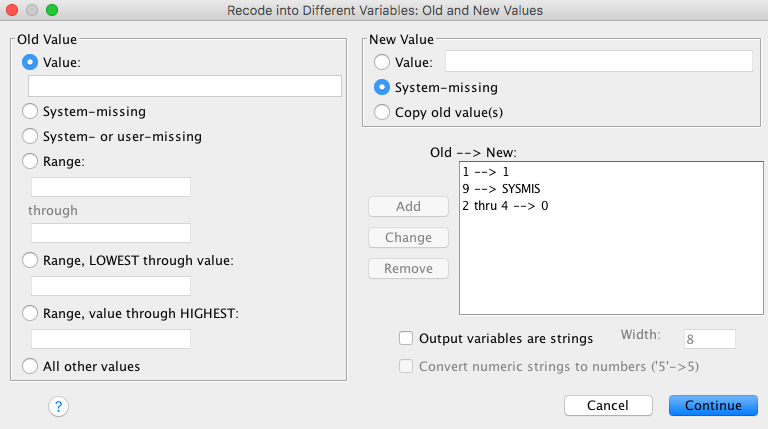 Recode into Different Variables: Old and New Values
Old Value
Value:
System-missing
System- or user-missing
Range:
through
Range, LOWEST through value:
Range, value through HIGHEST:
All other values
New Value
Value:
System-missing
Copy old value(s)
Old --> New:
1 --> 1
9 --> SYSMIS
2 thru 4 --> 0
Add
Change
Remove
Output variables are strings Width: 8
Convert numeric strings to numbers ('5'->5)
? Cancel Continue